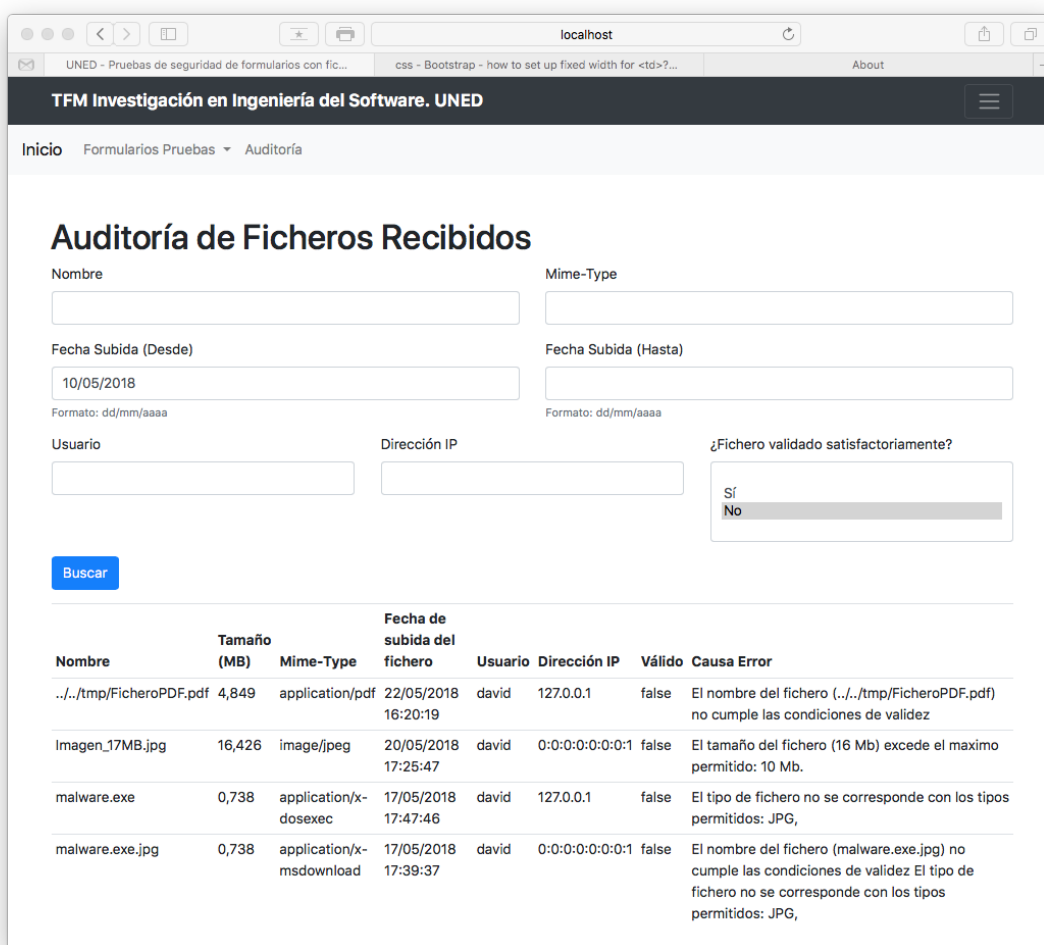 localhost
UNED - Pruebas de seguridad de formularios con fic...
css - Bootstrap - how to set up fixed width for <td>?...
About
TFM Investigación en Ingeniería del Software. UNED
Inicio Formularios Pruebas Auditoría
Auditoría de Ficheros Recibidos
Nombre Mime-Type
Fecha Subida (Desde) Fecha Subida (Hasta)
10/05/2018
Formato: dd/mm/aaaa Formato: dd/mm/aaaa
Usuario Dirección IP ¿Fichero validado satisfactoriamente?
Sí
No
Buscar
Fecha de
Tamaño subida del
Nombre (MB) Mime-Type fichero Usuario Dirección IP Válido Causa Error
../../tmp/FicheroPDF.pdf 4,849 application/pdf 22/05/2018 david 127.0.0.1 false El nombre del fichero (../../tmp/FicheroPDF.pdf)
16:20:19 no cumple las condiciones de validez
Imagen_17MB.jpg 16,426 image/jpeg 20/05/2018 david 0:0:0:0:0:0:0:1 false El tamaño del fichero (16 Mb) excede el maximo
17:25:47 permitido: 10 Mb.
malware.exe 0,738 application/x- 17/05/2018 david 127.0.0.1 false El tipo de fichero no se corresponde con los tipos
dosexec 17:47:46 permitidos: JPG,
malware.exe.jpg 0,738 application/x- 17/05/2018 david 0:0:0:0:0:0:0:1 false El nombre del fichero (malware.exe.jpg) no
msdownload 17:39:37 cumple las condiciones de validez El tipo de
fichero no se corresponde con los tipos
permitidos: JPG,